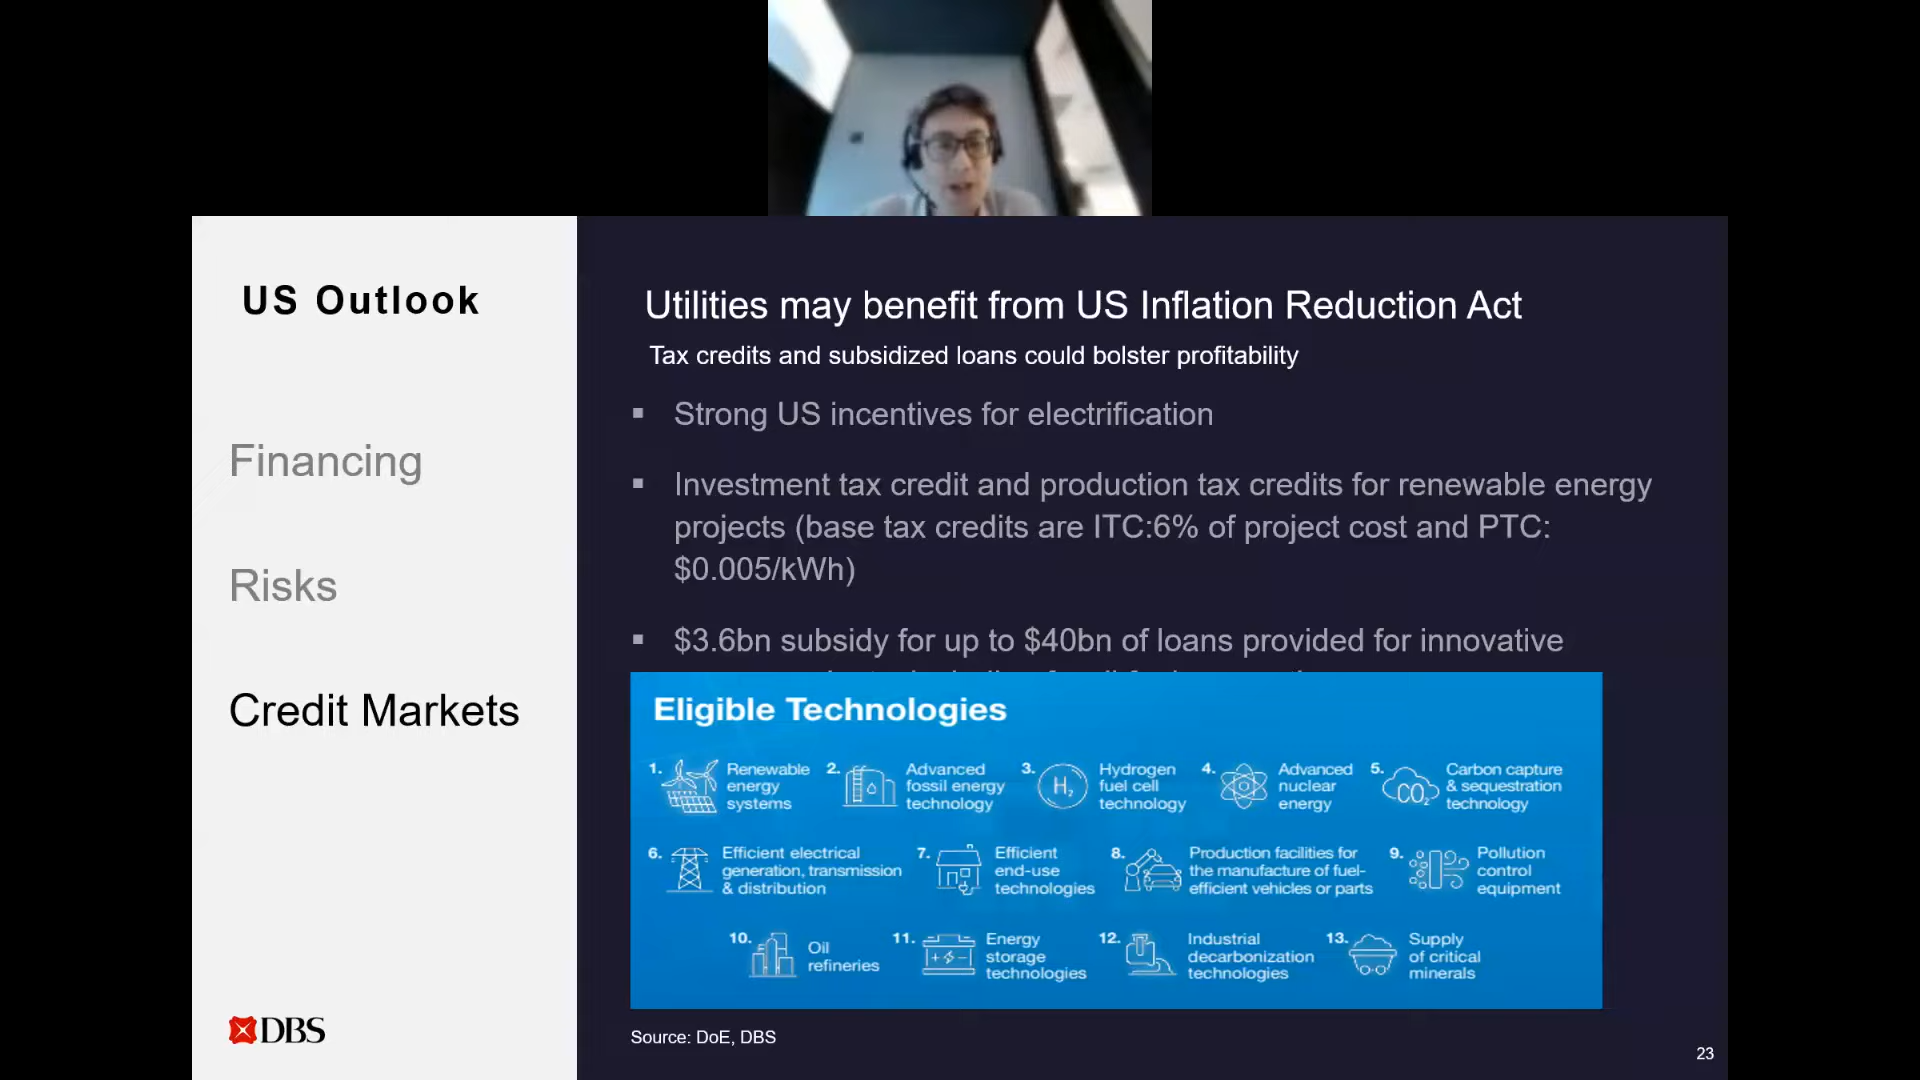 US Outlook
Financing
Risks
Credit Markets
DBS
Utilities may benefit from US Inflation Reduction Act
Tax credits and subsidized loans could bolster profitability
▪ Strong US incentives for electrification
▪ Investment tax credit and production tax credits for renewable energy
projects (base tax credits are ITC:6% of project cost and PTC:
$0.005/kWh)
▪ $3.6bn subsidy for up to $40bn of loans provided for innovative
Eligible Technologies
1. Renewable
energy
systems
2. Advanced
fossil energy
technology
3. H₂ Hydrogen
fuel cell
technology
4. Advanced
nuclear
energy
5. CO₂ Carbon capture
& sequestration
technology
6. Efficient electrical
generation, transmission
& distribution
7. Efficient
end-use
technologies
8. Production facilities for
the manufacture of fuel-
efficient vehicles or parts
9. Pollution
control
equipment
10. Oil
refineries
11. Energy
storage
technologies
12. Industrial
decarbonization
technologies
13. Supply
of critical
minerals
Source: DoE, DBS
23